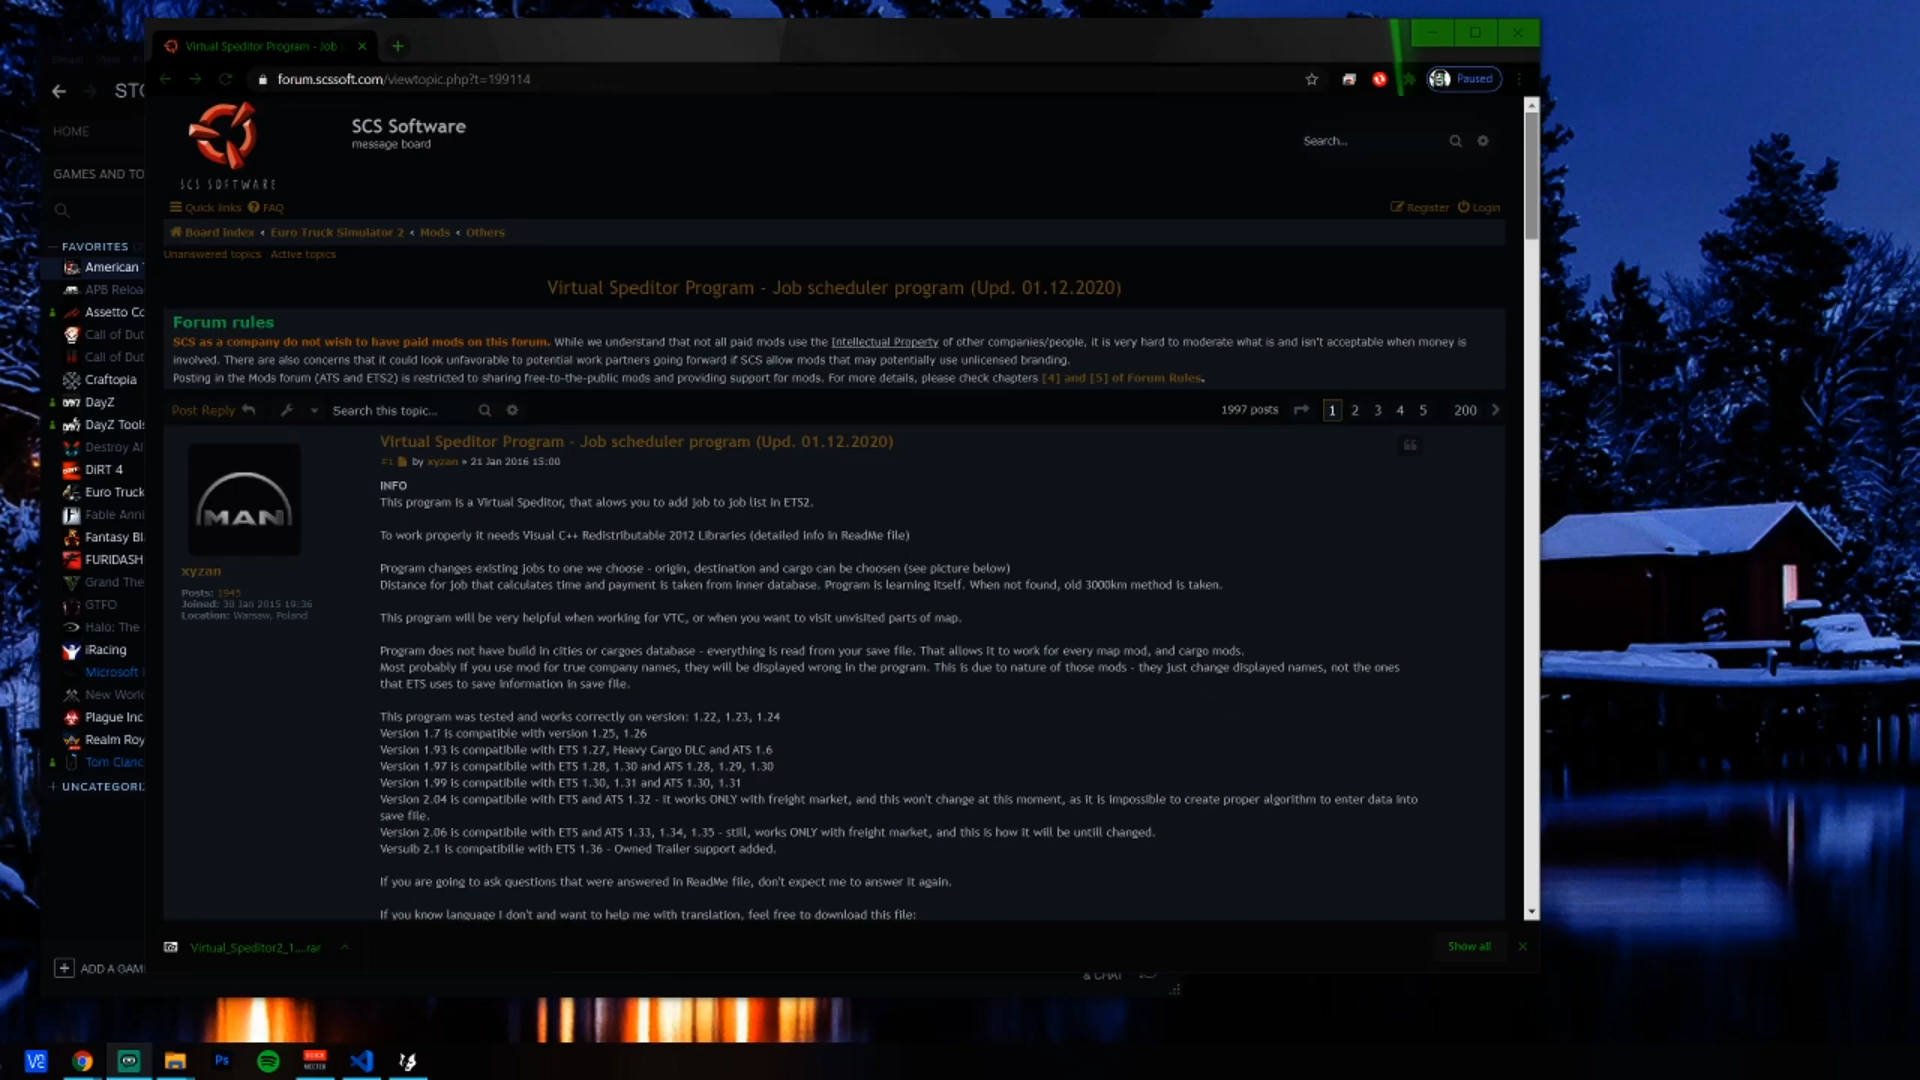 Virtual Speditor Program - Job
forum.scssoft.com/viewtopic.php?t=199114
Paused
STO
HOME
GAMES AND TO
FAVORITES
American
APB Reloa
Assetto Co
Call of Dut
Call of Dut
Craftopia
DayZ
DayZ Tools
Destroy Al
DiRT 4
Euro Truck
Fable Anni
Fantasy Bl
FURIDASH
Grand The
GTFO
Halo: The
iRacing
Microsoft
New World
Plague Inc
Realm Roy
Tom Clanc
+ UNCATEGORI
ADD A GAM
SCS SOFTWARE
SCS Software
message board
Search...
Quick links FAQ
Register Login
Board index ‹ Euro Truck Simulator 2 ‹ Mods ‹ Others
Unanswered topics Active topics
Virtual Speditor Program - Job scheduler program (Upd. 01.12.2020)
Forum rules
SCS as a company do not wish to have paid mods on this forum. While we understand that not all paid mods use the Intellectual Property of other companies/people, it is very hard to moderate what is and isn't acceptable when money is
involved. There are also concerns that it could look unfavorable to potential work partners going forward if SCS allow mods that may potentially use unlicensed branding.
Posting in the Mods forum (ATS and ETS2) is restricted to sharing free-to-the-public mods and providing support for mods. For more details, please check chapters [4] and [5] of Forum Rules.
Post Reply Search this topic... 1997 posts 1 2 3 4 5 200
MAN
xyzan
Posts: 1945
Joined: 30 Jan 2015 19:36
Location: Warsaw, Poland
Virtual Speditor Program - Job scheduler program (Upd. 01.12.2020)
#1 by xyzan » 21 Jan 2016 15:00
INFO
This program is a Virtual Speditor, that alows you to add job to job list in ETS2.
To work properly it needs Visual C++ Redistributable 2012 Libraries (detailed info in ReadMe file)
Program changes existing jobs to one we choose - origin, destination and cargo can be choosen (see picture below)
Distance for job that calculates time and payment is taken from inner database. Program is learning itself. When not found, old 3000km method is taken.
This program will be very helpful when working for VTC, or when you want to visit unvisited parts of map.
Program does not have build in cities or cargoes database - everything is read from your save file. That allows it to work for every map mod, and cargo mods.
Most probably if you use mod for true company names, they will be displayed wrong in the program. This is due to nature of those mods - they just change displayed names, not the ones
that ETS uses to save information in save file.
This program was tested and works correctly on version: 1.22, 1.23, 1.24
Version 1.7 is compatible with version 1.25, 1.26
Version 1.93 is compatibile with ETS 1.27, Heavy Cargo DLC and ATS 1.6
Version 1.97 is compatibile with ETS 1.28, 1.30 and ATS 1.28, 1.29, 1.30
Version 1.99 is compatibile with ETS 1.30, 1.31 and ATS 1.30, 1.31
Version 2.04 is compatibile with ETS and ATS 1.32 - it works ONLY with freight market, and this won't change at this moment, as it is impossible to create proper algorithm to enter data into
save file.
Version 2.06 is compatibile with ETS and ATS 1.33, 1.34, 1.35 - still, works ONLY with freight market, and this is how it will be untill changed.
Versuib 2.1 is compatibilie with ETS 1.36 - Owned Trailer support added.
If you are going to ask questions that were answered in ReadMe file, don't expect me to answer it again.
If you know language I don't and want to help me with translation, feel free to download this file:
Virtual_Speditor2_1....rar
Show all
& CHAT
Ps